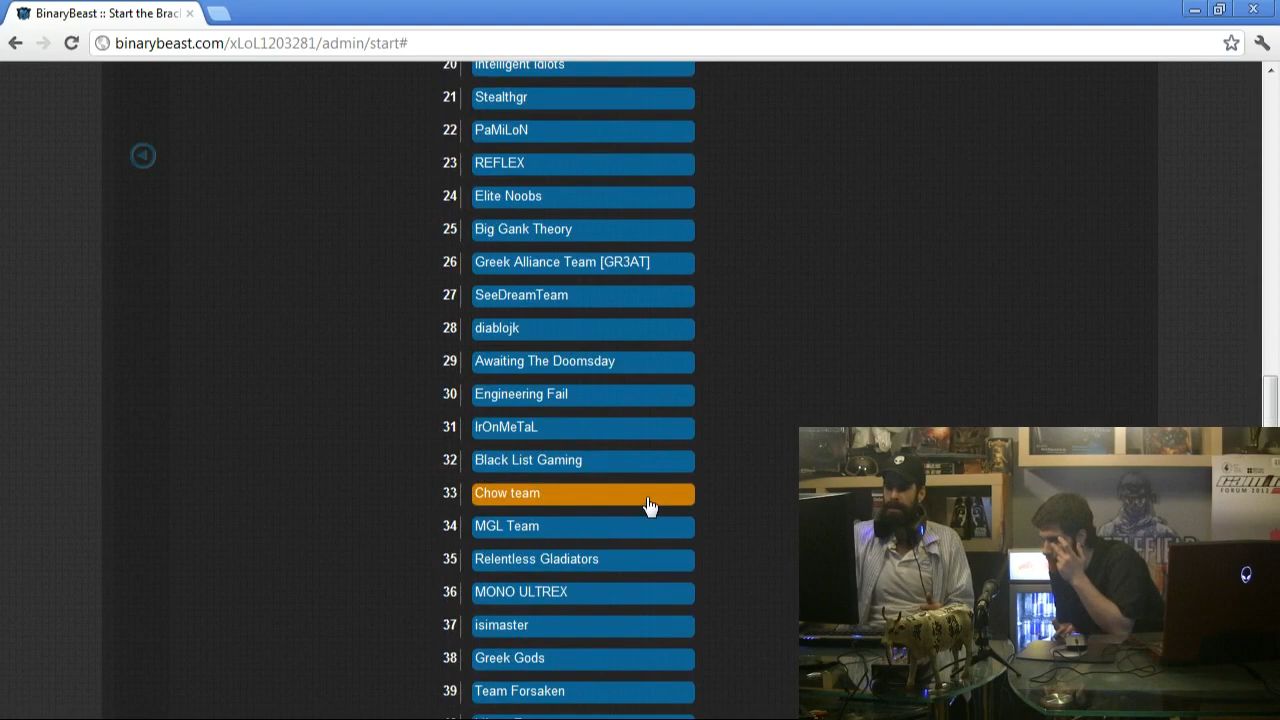 BinaryBeast :: Start the Brac
binarybeast.com/xLoL1203281/admin/start#
20 Intelligent Idiots
21 Stealthgr
22 PaMiLoN
23 REFLEX
24 Elite Noobs
25 Big Gank Theory
26 Greek Alliance Team [GR3AT]
27 SeeDreamTeam
28 diablojk
29 Awaiting The Doomsday
30 Engineering Fail
31 IrOnMeTaL
32 Black List Gaming
33 Chow team
34 MGL Team
35 Relentless Gladiators
36 MONO ULTREX
37 isimaster
38 Greek Gods
39 Team Forsaken
FORUM 2012